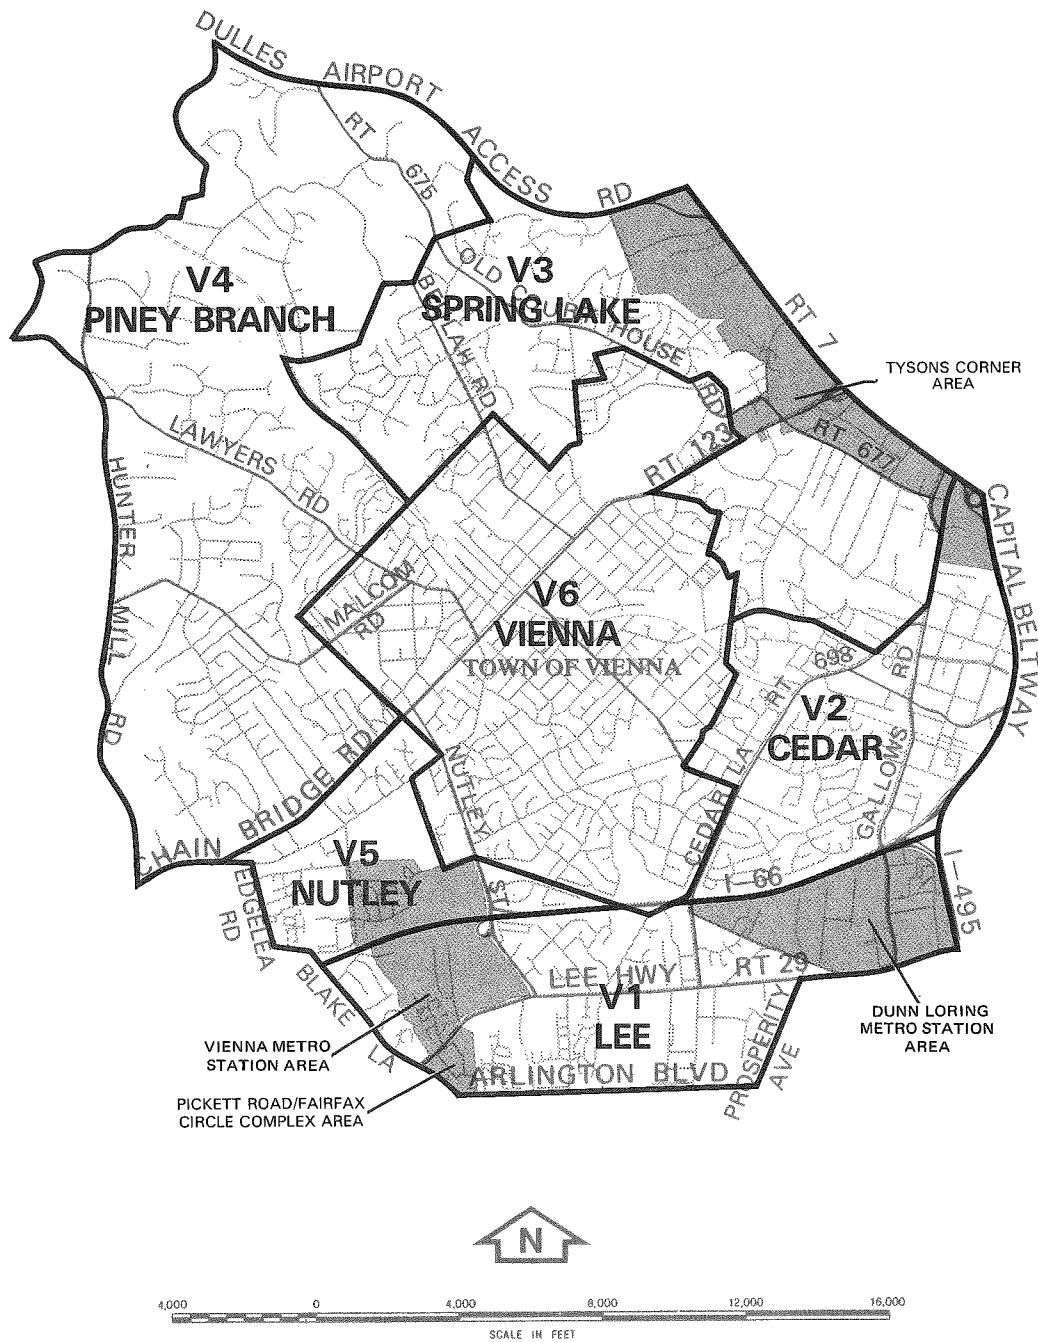 DULLES AIRPORT ACCESS RD
RT 675
V4
PINEY BRANCH
V3
SPRING LAKE
OLD COURT HOUSE RD
BEULAH RD
RT 7
TYSONS CORNER
AREA
RT 123
RT 677
LAWYERS RD
HUNTER MILL RD
CAPITAL BELTWAY
MALCOM
RD
V6
VIENNA
TOWN OF VIENNA
698
RT
RD
V2
CEDAR
GALLOWS
CEDAR LA
NUTLEY
ST
CHAIN BRIDGE RD
V5
NUTLEY
I-66
I-495
EDGELEA
RD
BLAKE
LA
LEE HWY
RT 29
V1
LEE
PROSPERITY
AVE
ARLINGTON BLVD
DUNN LORING
METRO STATION
AREA
VIENNA METRO
STATION AREA
PICKETT ROAD/FAIRFAX
CIRCLE COMPLEX AREA
N
4,000 0 4,000 8,000 12,000 16,000
SCALE IN FEET